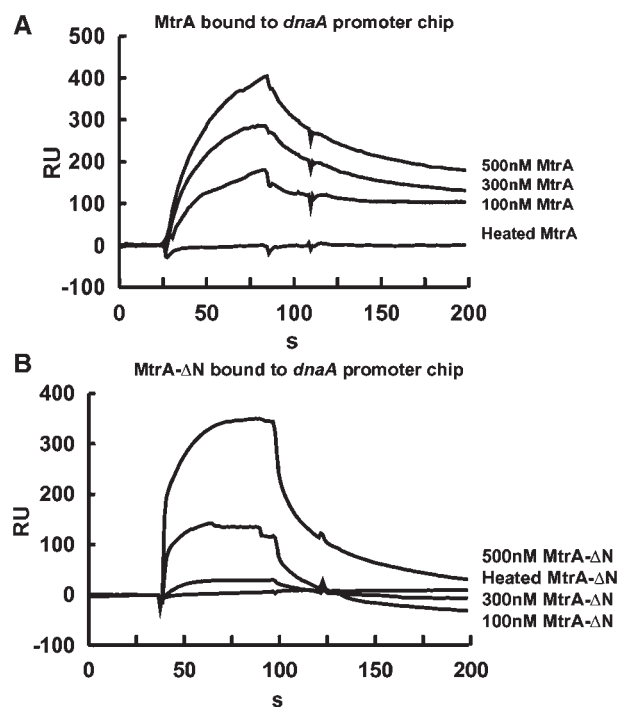 A
MtrA bound to dnaA promoter chip
500
400
300
200
100
0
-100
RU
0
50
100
150
200
s
500nM MtrA
300nM MtrA
100nM MtrA
Heated MtrA
B
MtrA-ΔN bound to dnaA promoter chip
400
300
200
100
0
-100
RU
0
50
100
150
200
s
500nM MtrA-ΔN
Heated MtrA-ΔN
300nM MtrA-ΔN
100nM MtrA-ΔN